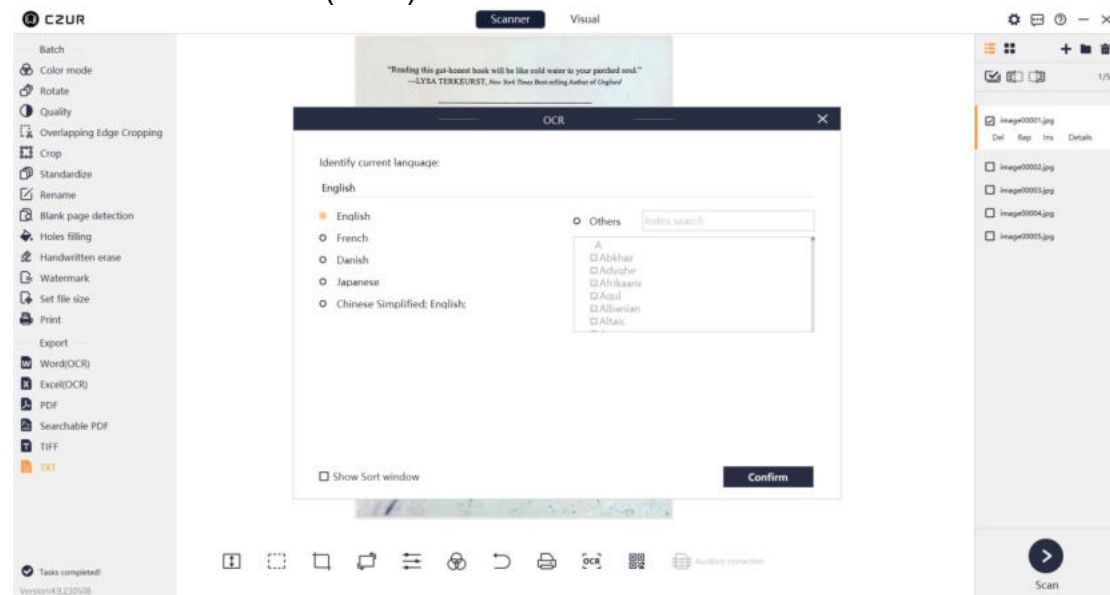 CZUR
Scanner
Visual
Batch
Color mode
Rotate
Quality
Overlapping Edge Cropping
Crop
Standardize
Rename
Blank page detection
Holes filling
Handwritten erase
Watermark
Set file size
Print
Export
Word(OCR)
Excel(OCR)
PDF
Searchable PDF
TIFF
TXT
Tasks completed!
Version:4.9.230508
"Reading this gut-honest book will be like cold water to your parched soul."
—LYSA TERKEURST, New York Times Best-selling Author of Unglued
OCR
Identify current language:
English
English
French
Danish
Japanese
Chinese Simplified; English;
Others
Index search
A
Abkhaz
Adyghe
Afrikaans
Agul
Albanian
Altaic
Show Sort window
Confirm
OCR
Auxiliary correction
1/5
image00001.jpg
Del Rep Ins Details
image00002.jpg
image00003.jpg
image00004.jpg
image00005.jpg
Scan